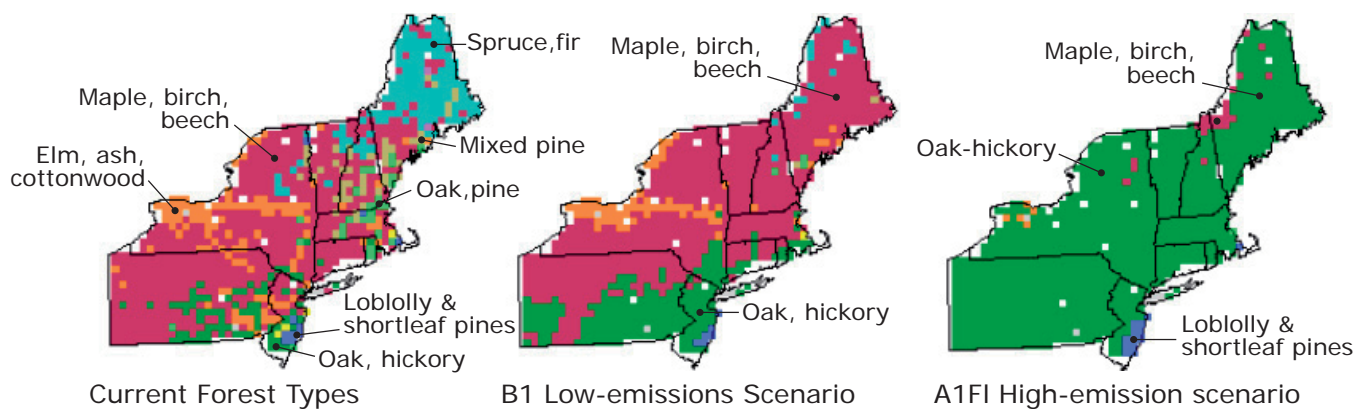 Spruce,fir
Maple, birch,
beech
Elm, ash,
cottonwood
Mixed pine
Oak,pine
Loblolly &
shortleaf pines
Oak, hickory
Current Forest Types
Maple, birch,
beech
Oak, hickory
B1 Low-emissions Scenario
Maple, birch,
beech
Oak-hickory
Loblolly &
shortleaf pines
A1FI High-emission scenario